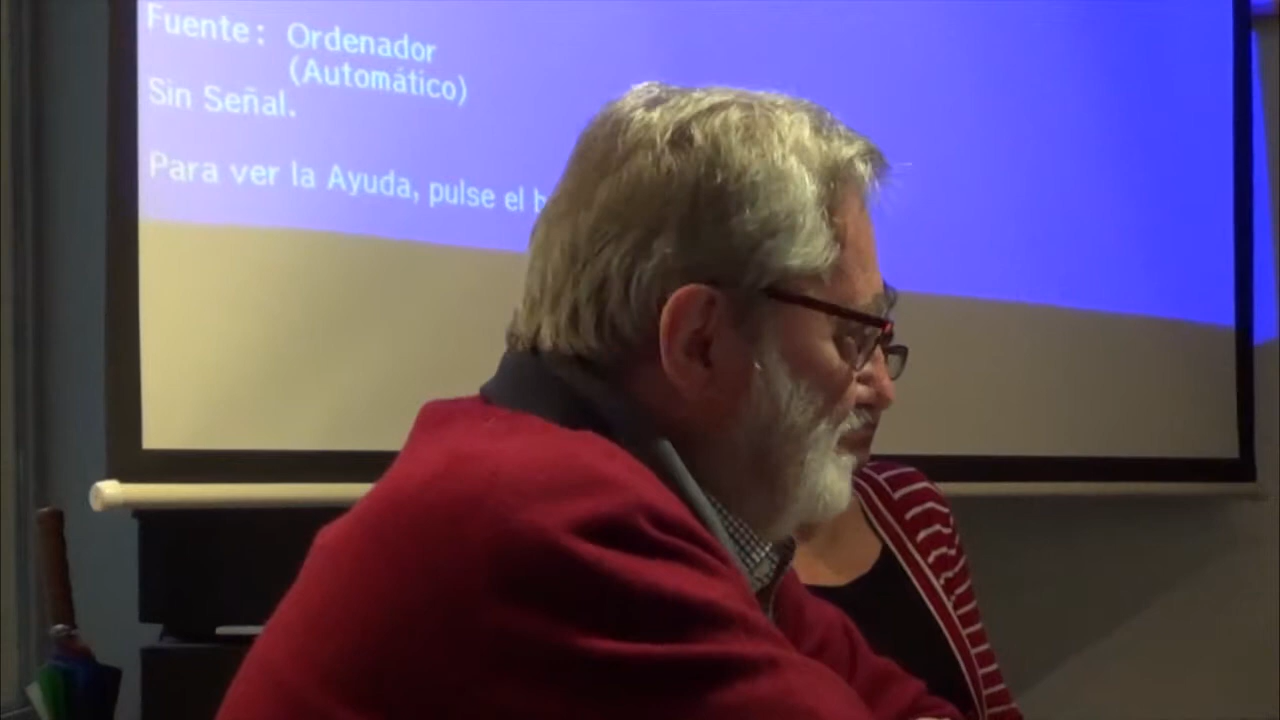 Fuente: Ordenador
(Automático)
Sin Señal.
Para ver la Ayuda, pulse el